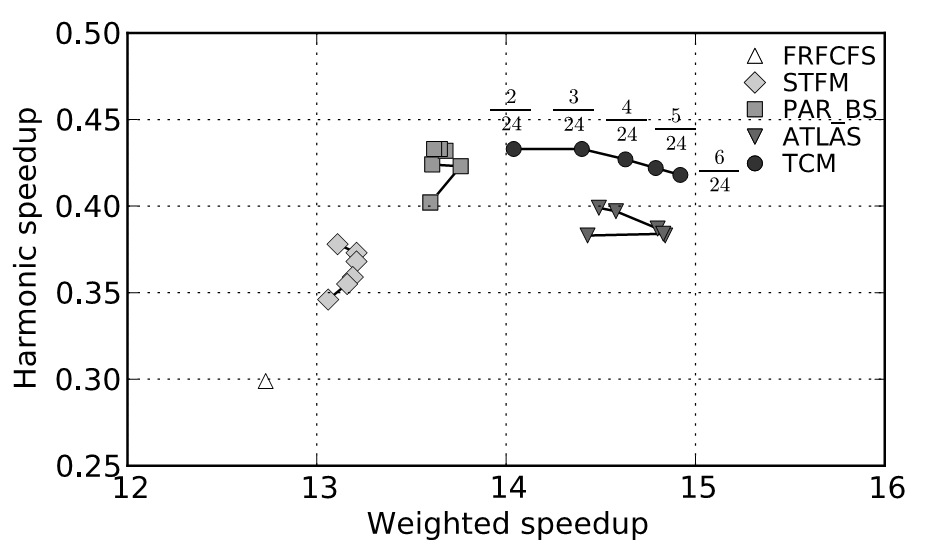 0.50
0.45
0.40
0.35
0.30
0.25
Harmonic speedup
2/24
3/24
4/24
5/24
6/24
FRFCFS
STFM
PAR_BS
ATLAS
TCM
12 13 14 15 16
Weighted speedup